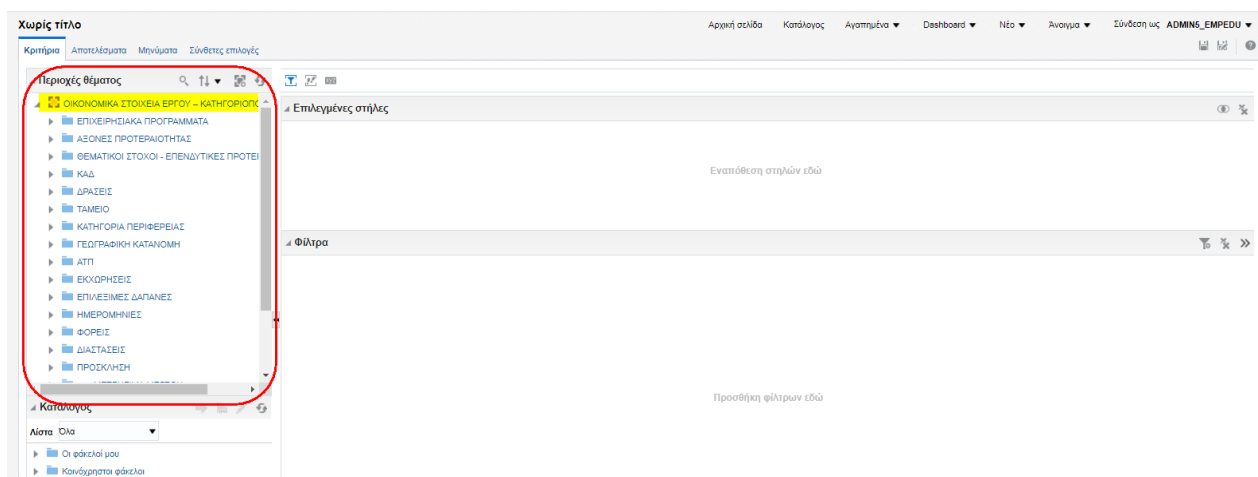 Χωρίς τίτλο
Αρχική σελίδα Κατάλογος Αγαπημένα Dashboard Νέο Άνοιγμα Σύνδεση ως ADMIN5_EMPEDU
Κριτήρια Αποτελέσματα Μηνύματα Σύνθετες επιλογές
Περιοχές θέματος
ΟΙΚΟΝΟΜΙΚΑ ΣΤΟΙΧΕΙΑ ΕΡΓΟΥ – ΚΑΤΗΓΟΡΙΟΠΟ
ΕΠΙΧΕΙΡΗΣΙΑΚΑ ΠΡΟΓΡΑΜΜΑΤΑ
ΑΞΟΝΕΣ ΠΡΟΤΕΡΑΙΟΤΗΤΑΣ
ΘΕΜΑΤΙΚΟΙ ΣΤΟΧΟΙ - ΕΠΕΝΔΥΤΙΚΕΣ ΠΡΟΤΕΙ
ΚΑΔ
ΔΡΑΣΕΙΣ
ΤΑΜΕΙΟ
ΚΑΤΗΓΟΡΙΑ ΠΕΡΙΦΕΡΕΙΑΣ
ΓΕΩΓΡΑΦΙΚΗ ΚΑΤΑΝΟΜΗ
ΑΤΠ
ΕΚΧΩΡΗΣΕΙΣ
ΕΠΙΛΕΞΙΜΕΣ ΔΑΠΑΝΕΣ
ΗΜΕΡΟΜΗΝΙΕΣ
ΦΟΡΕΙΣ
ΔΙΑΣΤΑΣΕΙΣ
ΠΡΟΣΚΛΗΣΗ
Κατάλογος
Λίστα Όλα
Οι φάκελοί μου
Κοινόχρηστοι φάκελοι
Επιλεγμένες στήλες
Εναπόθεση στηλών εδώ
Φίλτρα
Προσθήκη φίλτρων εδώ